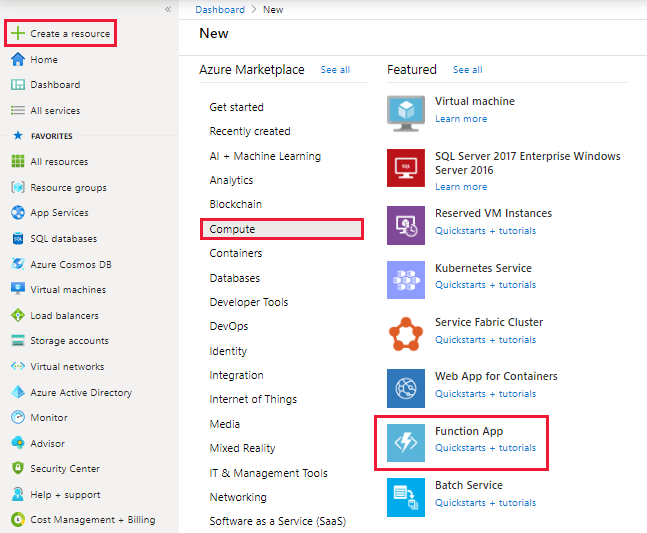 «
Create a resource
Home
Dashboard
All services
FAVORITES
All resources
Resource groups
App Services
SQL databases
Azure Cosmos DB
Virtual machines
Load balancers
Storage accounts
Virtual networks
Azure Active Directory
Monitor
Advisor
Security Center
Help + support
Cost Management + Billing
Dashboard > New
New
Azure Marketplace See all
Get started
Recently created
AI + Machine Learning
Analytics
Blockchain
Compute
Containers
Databases
Developer Tools
DevOps
Identity
Integration
Internet of Things
Media
Mixed Reality
IT & Management Tools
Networking
Software as a Service (SaaS)
Featured See all
Virtual machine
Learn more
SQL
SQL Server 2017 Enterprise Windows
Server 2016
Learn more
Reserved VM Instances
Quickstarts + tutorials
Kubernetes Service
Quickstarts + tutorials
Service Fabric Cluster
Quickstarts + tutorials
Web App for Containers
Quickstarts + tutorials
Function App
Quickstarts + tutorials
Batch Service
Quickstarts + tutorials